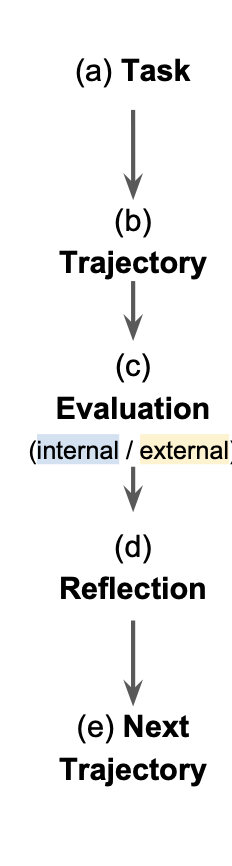 (a) Task
(b)
Trajectory
(c)
Evaluation
(internal / external)
(d)
Reflection
(e) Next
Trajectory